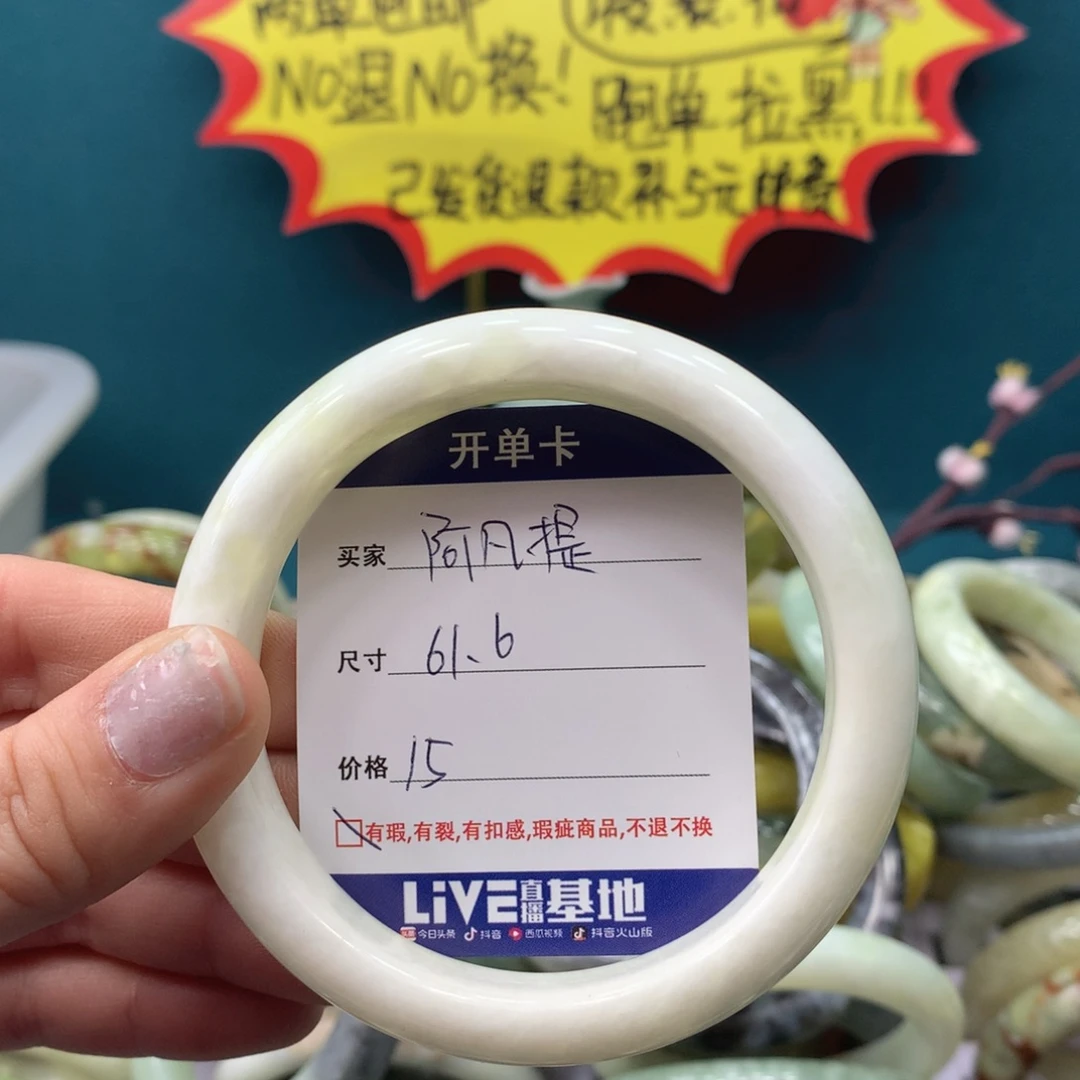 NO退NO换!
跑单拉黑!!!
已发货退款补5元邮费
开单卡
买家 阿凡提
尺寸 61.6
价格 15
有瑕,有裂,有扣感,瑕疵商品,不退不换
LiVE直播基地
今日头条 抖音 西瓜视频 抖音火山版